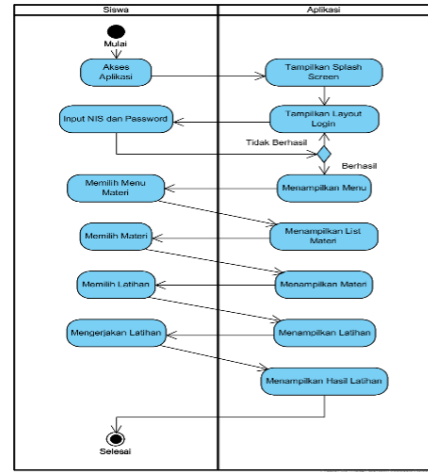 Siswa
Aplikasi
Mulai
Akses
Aplikasi
Tampilkan Splash
Screen
Input NIS dan Password
Tampilkan Layout
Login
Tidak Berhasil
Berhasil
Memilih Menu
Materi
Menampilkan Menu
Memilih Materi
Menampilkan List
Materi
Memilih Latihan
Menampilkan Materi
Mengerjakan Latihan
Menampilkan Latihan
Menampilkan Hasil Latihan
Selesai